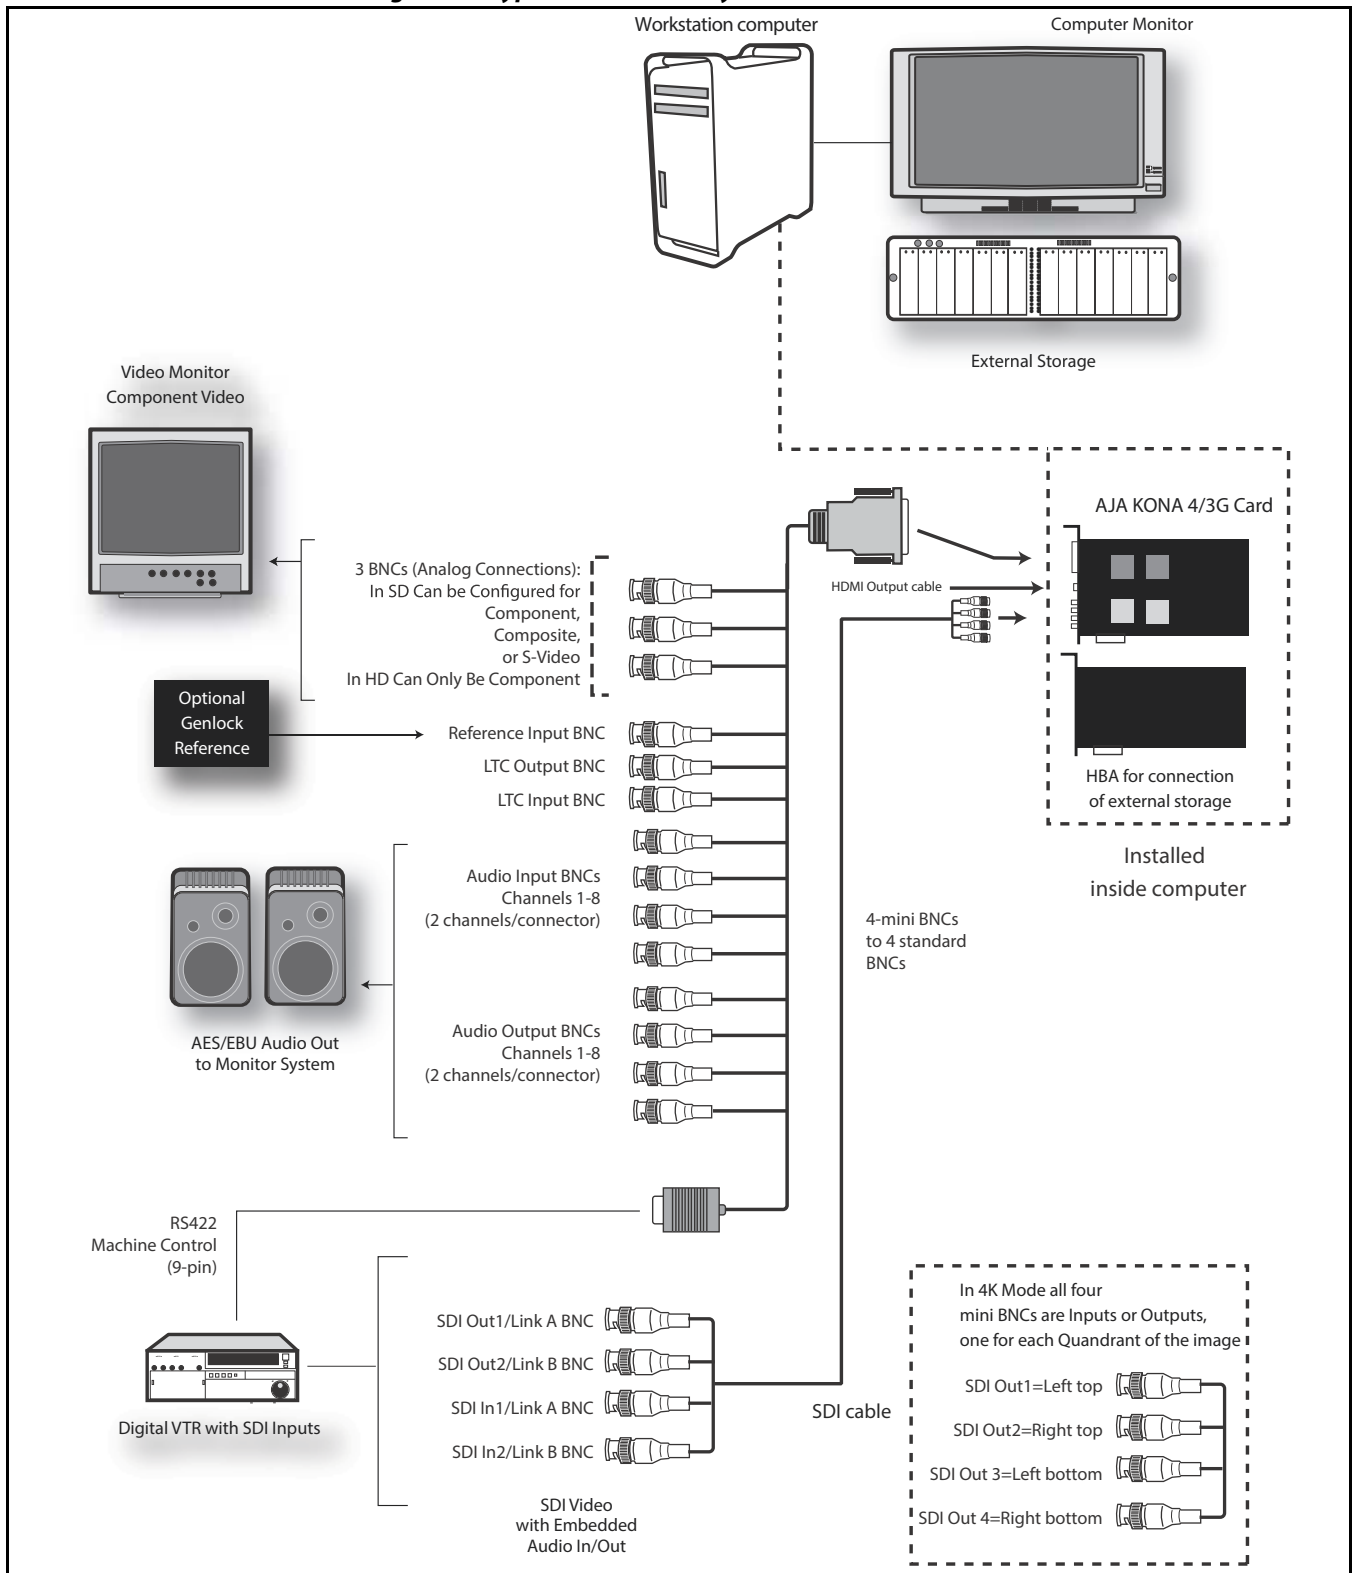 Workstation computer
Computer Monitor
External Storage
Video Monitor
Component Video
AJA KONA 4/3G Card
3 BNCs (Analog Connections):
In SD Can be Configured for
Component,
Composite,
or S-Video
In HD Can Only Be Component
HDMI Output cable
Optional
Genlock
Reference
Reference Input BNC
LTC Output BNC
LTC Input BNC
HBA for connection
of external storage
Installed
inside computer
Audio Input BNCs
Channels 1-8
(2 channels/connector)
4-mini BNCs
to 4 standard
BNCs
AES/EBU Audio Out
to Monitor System
Audio Output BNCs
Channels 1-8
(2 channels/connector)
RS422
Machine Control
(9-pin)
SDI Out1/Link A BNC
SDI Out2/Link B BNC
SDI In1/Link A BNC
SDI In2/Link B BNC
SDI cable
Digital VTR with SDI Inputs
SDI Video
with Embedded
Audio In/Out
In 4K Mode all four
mini BNCs are Inputs or Outputs,
one for each Quadrant of the image
SDI Out1=Left top
SDI Out2=Right top
SDI Out 3=Left bottom
SDI Out 4=Right bottom